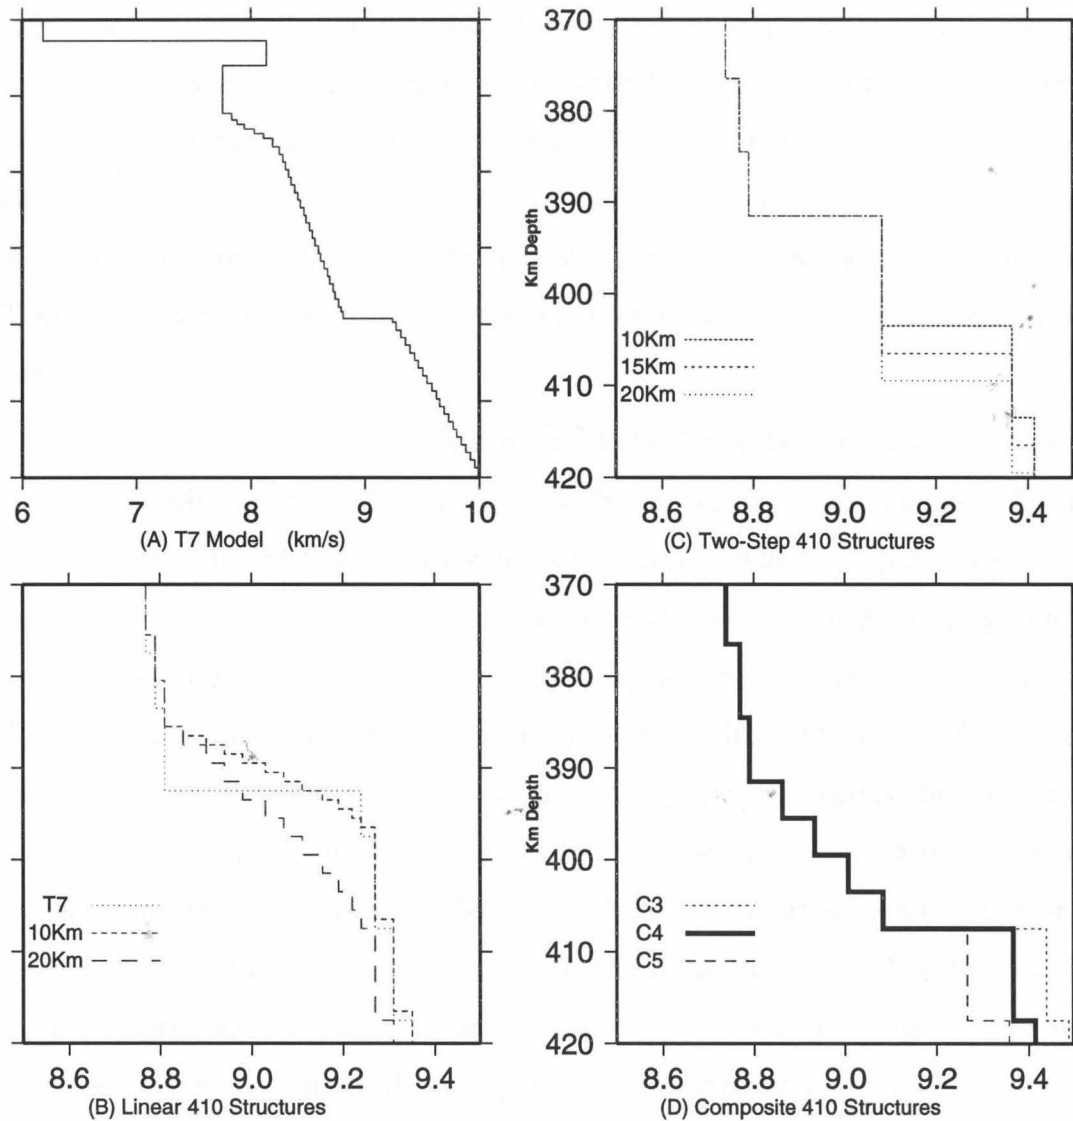 6 7 8 9 10
(A) T7 Model (km/s)
370
380
390
400
410
420
Km Depth
10Km
15Km
20Km
8.6 8.8 9.0 9.2 9.4
(C) Two-Step 410 Structures
T7
10Km
20Km
8.6 8.8 9.0 9.2 9.4
(B) Linear 410 Structures
370
380
390
400
410
420
Km Depth
C3
C4
C5
8.6 8.8 9.0 9.2 9.4
(D) Composite 410 Structures